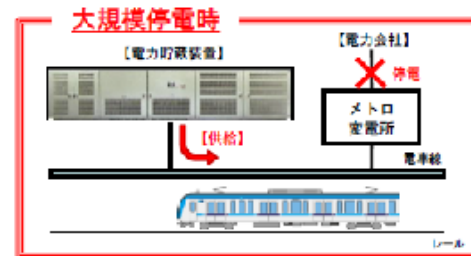 大規模停電時
【電力貯蔵装置】
【電力会社】
停電
メトロ
変電所
【供給】
電車線
レール